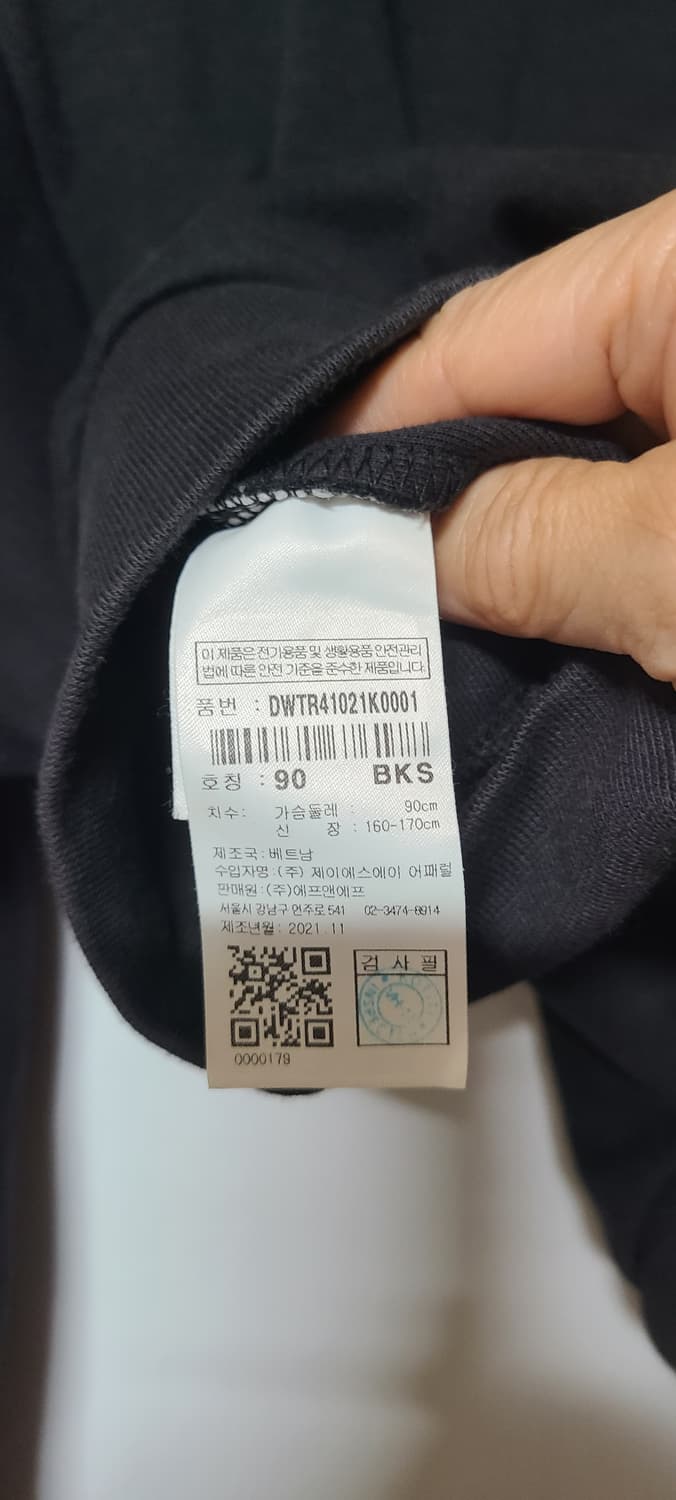 이 제품은 전기용품 및 생활용품 안전관리
법에 따른 안전 기준을 준수한 제품입니다.
품번 : DWTR41021K0001
호칭 : 90 BKS
치수: 가슴둘레 : 90cm
신 장 : 160-170cm
제조국:베트남
수입자명:(주) 제이에스에이 어패럴
판매원:(주)에프앤에프
서울시 강남구 언주로 541 02-3474-8914
제조년월: 2021.11
검 사 필
0000179